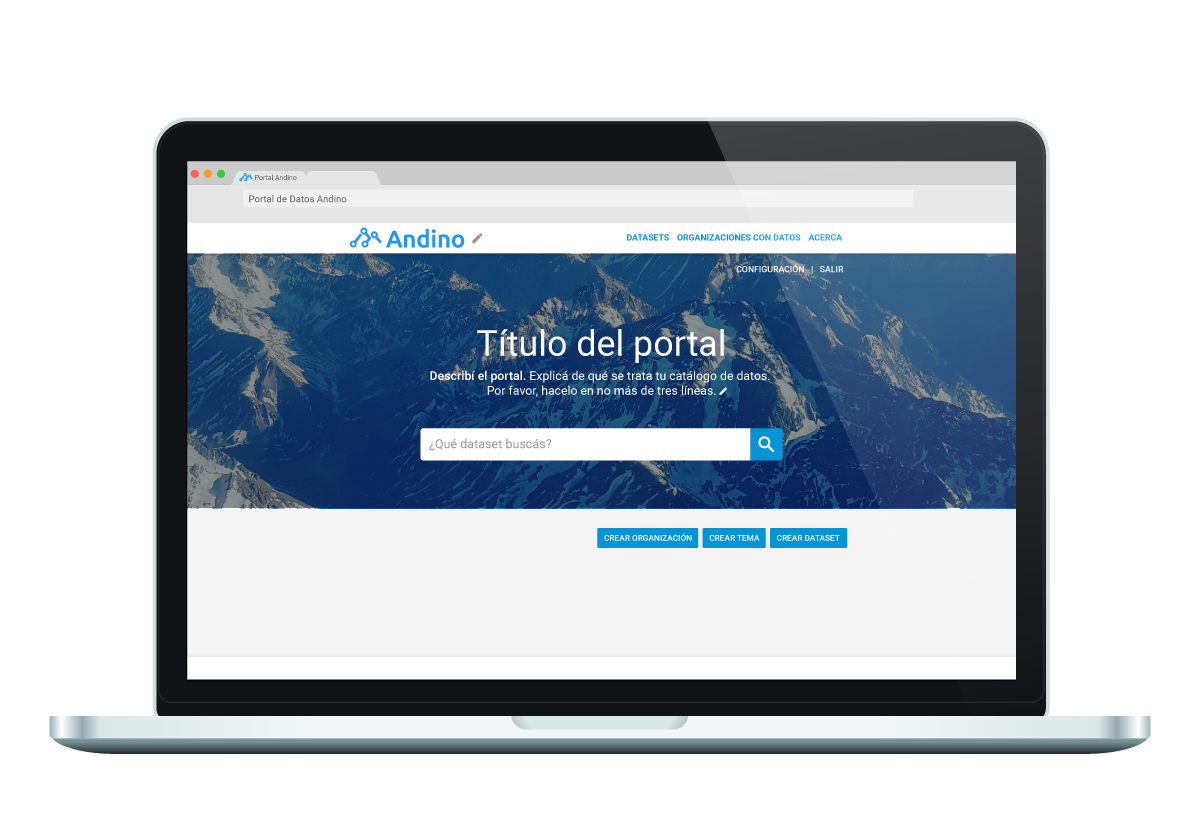 Portal Andino
Portal de Datos Andino
Andino
DATASETS ORGANIZACIONES CON DATOS ACERCA
CONFIGURACIÓN | SALIR
Título del portal
Describí el portal. Explicá de qué se trata tu catálogo de datos.
Por favor, hacelo en no más de tres líneas.
¿Qué dataset buscás?
CREAR ORGANIZACIÓN CREAR TEMA CREAR DATASET